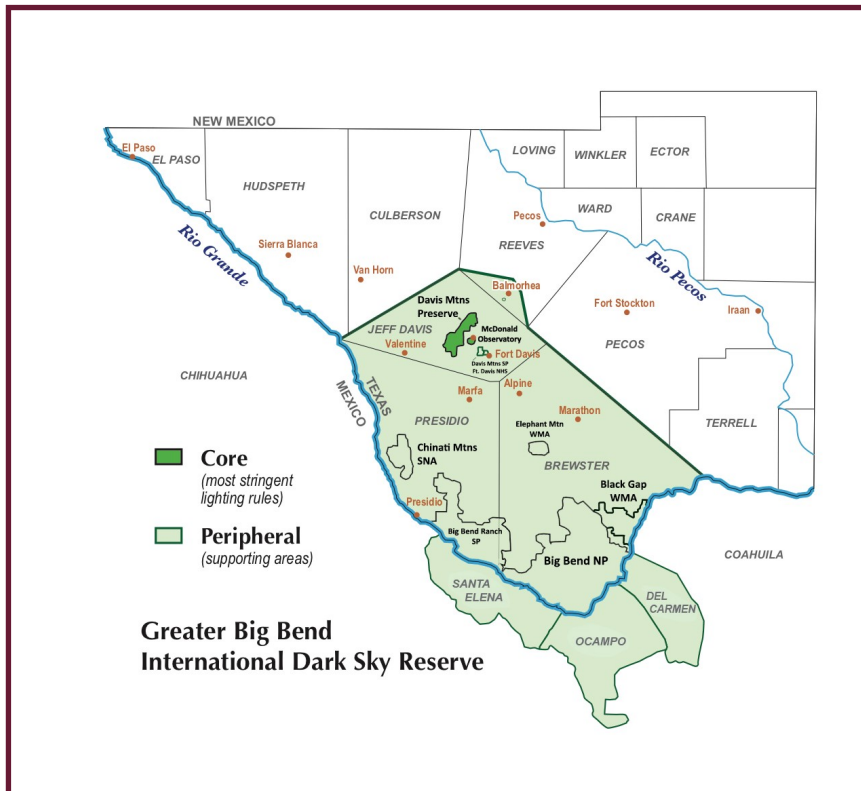 NEW MEXICO
El Paso
EL PASO
HUDSPETH
CULBERSON
LOVING
WINKLER
ECTOR
WARD
CRANE
Pecos
REEVES
Rio Grande
Sierra Blanca
Van Horn
Rio Pecos
Balmorhea
Fort Stockton
Iraan
Davis Mtns
Preserve
JEFF DAVIS
McDonald
Observatory
Valentine
Fort Davis
Davis Mtns SP
Ft. Davis NHS
PECOS
CHIHUAHUA
TEXAS
MEXICO
Marfa
Alpine
Marathon
PRESIDIO
TERRELL
Elephant Mtn
WMA
Chinati Mtns
SNA
BREWSTER
Black Gap
WMA
Core
(most stringent
lighting rules)
Presidio
Peripheral
(supporting areas)
Big Bend Ranch
SP
Big Bend NP
COAHUILA
SANTA
ELENA
DEL
CARMEN
OCAMPO
Greater Big Bend
International Dark Sky Reserve